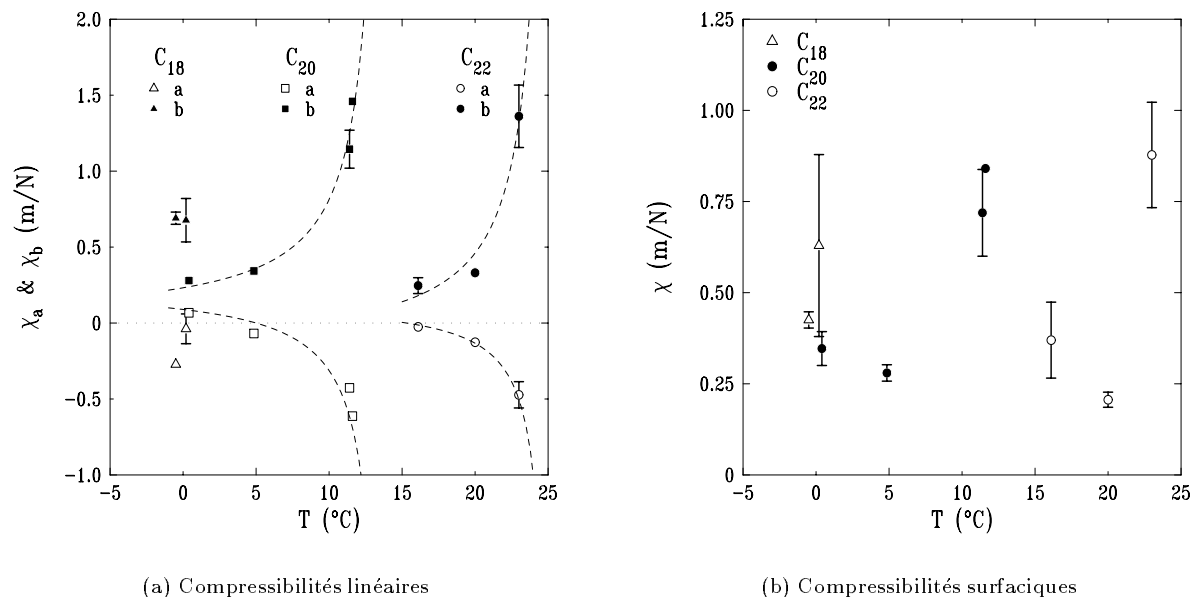 2.0
1.5
1.0
0.5
0
−0.5
−1.0
χa & χb (m/N)
C18 C20 C22
a a a
b b b
−5 0 5 10 15 20 25
T (°C)
(a) Compressibilités linéaires
1.25
1.00
0.75
0.50
0.25
0
χ (m/N)
C18
C20
C22
−5 0 5 10 15 20 25
T (°C)
(b) Compressibilités surfaciques